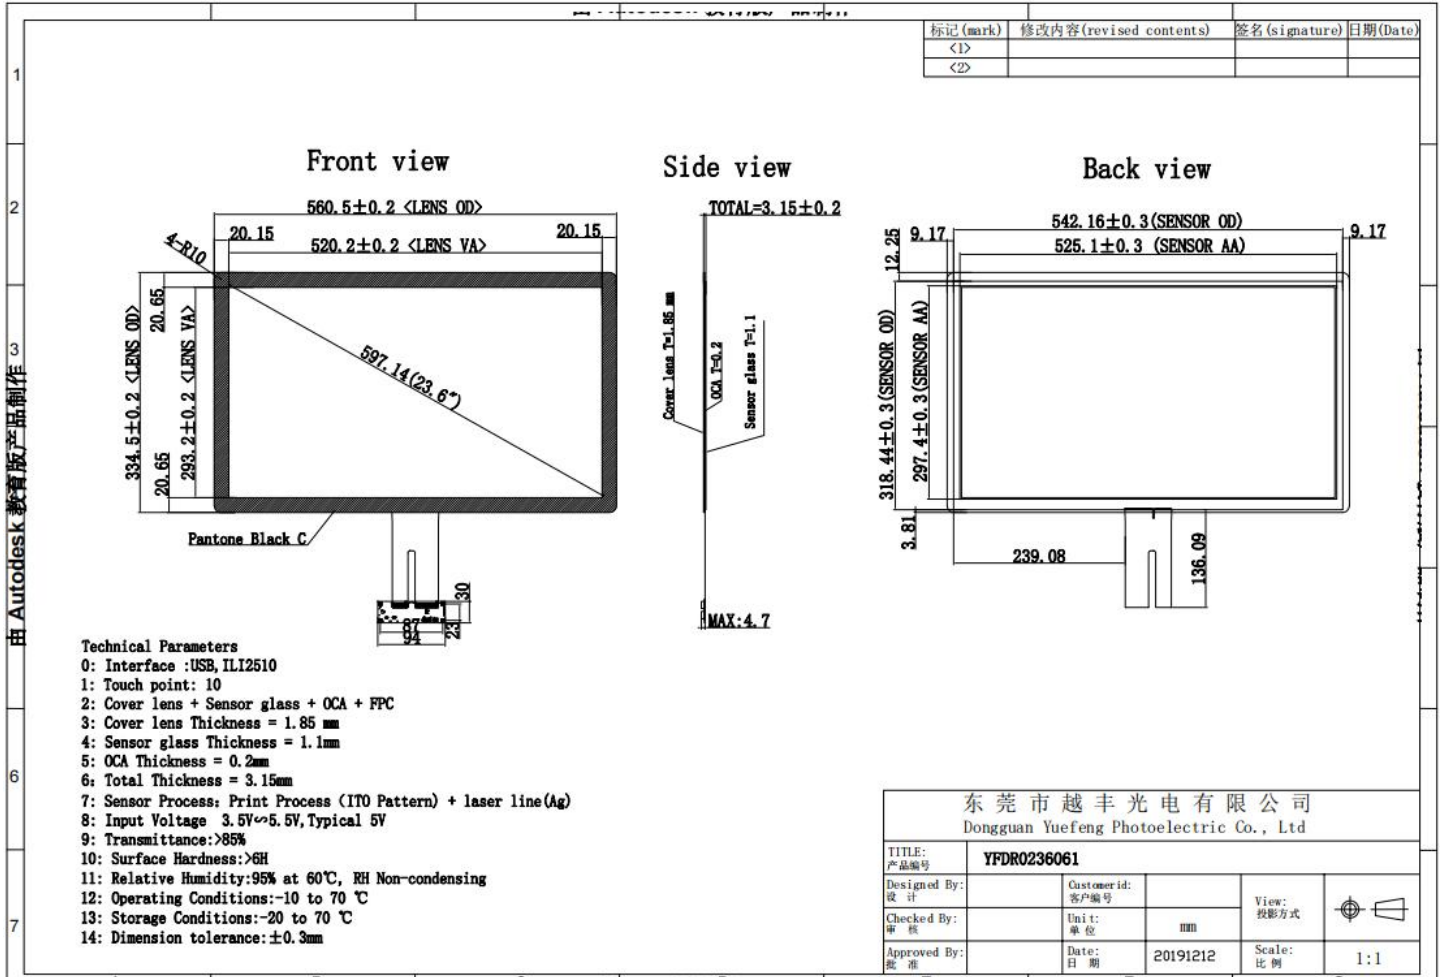 标记(mark) 修改内容(revised contents) 签名(signature) 日期(Date)
<1>
<2>
1
2
3
6
7
由 Autodesk 教育版产品制作
Front view
560.5±0.2 <LENS OD>
20.15
520.2±0.2 <LENS VA>
20.15
4-R10
20.65
334.5±0.2 <LENS OD>
293.2±0.2 <LENS VA>
20.65
597.14(23.6")
Pantone Black C
30
23
87
94
Side view
TOTAL=3.15±0.2
Cover lens T=1.85 mm
OCA T=0.2
Sensor glass T=1.1
MAX:4.7
Back view
542.16±0.3(SENSOR OD)
9.17
525.1±0.3 (SENSOR AA)
9.17
12.25
318.44±0.3(SENSOR OD)
297.4±0.3(SENSOR AA)
3.81
239.08
136.09
Technical Parameters
0: Interface :USB,ILI2510
1: Touch point: 10
2: Cover lens + Sensor glass + OCA + FPC
3: Cover lens Thickness = 1.85 mm
4: Sensor glass Thickness = 1.1mm
5: OCA Thickness = 0.2mm
6: Total Thickness = 3.15mm
7: Sensor Process: Print Process (ITO Pattern) + laser line(Ag)
8: Input Voltage 3.5V∽5.5V,Typical 5V
9: Transmittance:>85%
10: Surface Hardness:>6H
11: Relative Humidity:95% at 60℃, RH Non-condensing
12: Operating Conditions:-10 to 70 ℃
13: Storage Conditions:-20 to 70 ℃
14: Dimension tolerance:±0.3mm
东莞市越丰光电有限公司
Dongguan Yuefeng Photoelectric Co., Ltd
TITLE:
产品编号
YFDR0236061
Designed By:
设 计
Customerid:
客户编号
View:
投影方式
Checked By:
审 核
Unit:
单 位
mm
Approved By:
批 准
Date:
日 期
20191212
Scale:
比 例
1:1